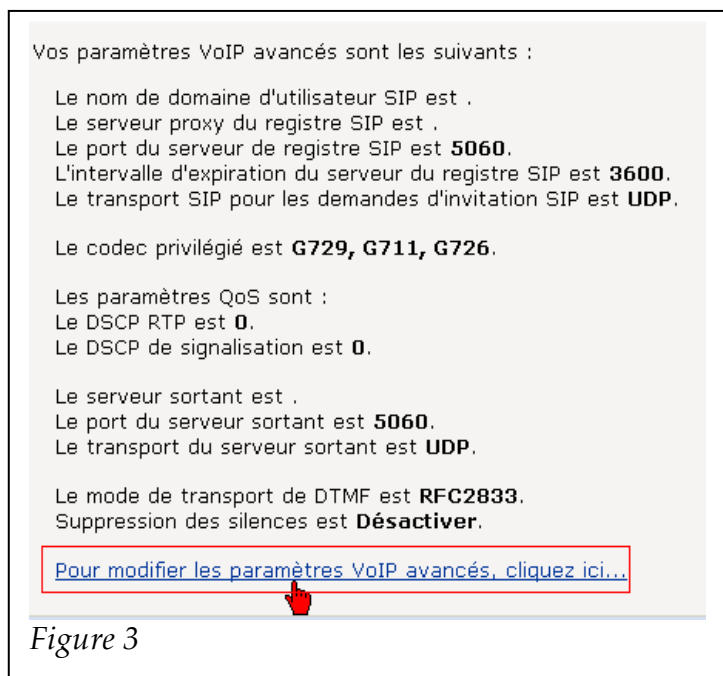 Vos paramètres VoIP avancés sont les suivants :
Le nom de domaine d'utilisateur SIP est .
Le serveur proxy du registre SIP est .
Le port du serveur de registre SIP est 5060.
L'intervalle d'expiration du serveur du registre SIP est 3600.
Le transport SIP pour les demandes d'invitation SIP est UDP.
Le codec privilégié est G729, G711, G726.
Les paramètres QoS sont :
Le DSCP RTP est 0.
Le DSCP de signalisation est 0.
Le serveur sortant est .
Le port du serveur sortant est 5060.
Le transport du serveur sortant est UDP.
Le mode de transport de DTMF est RFC2833.
Suppression des silences est Désactiver.
Pour modifier les paramètres VoIP avancés, cliquez ici...
Figure 3